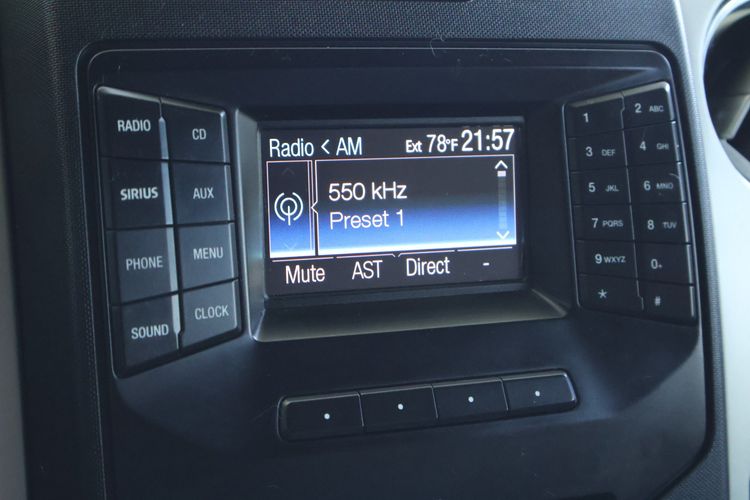 RADIO
CD
SIRIUS
AUX
PHONE
MENU
SOUND
CLOCK
Radio < AM Ext 78°F 21:57
550 kHz
Preset 1
Mute AST Direct -
1 2 ABC
3 DEF 4 GHI
5 JKL 6 MNO
7 PQRS 8 TUV
9 WXYZ 0+
* #